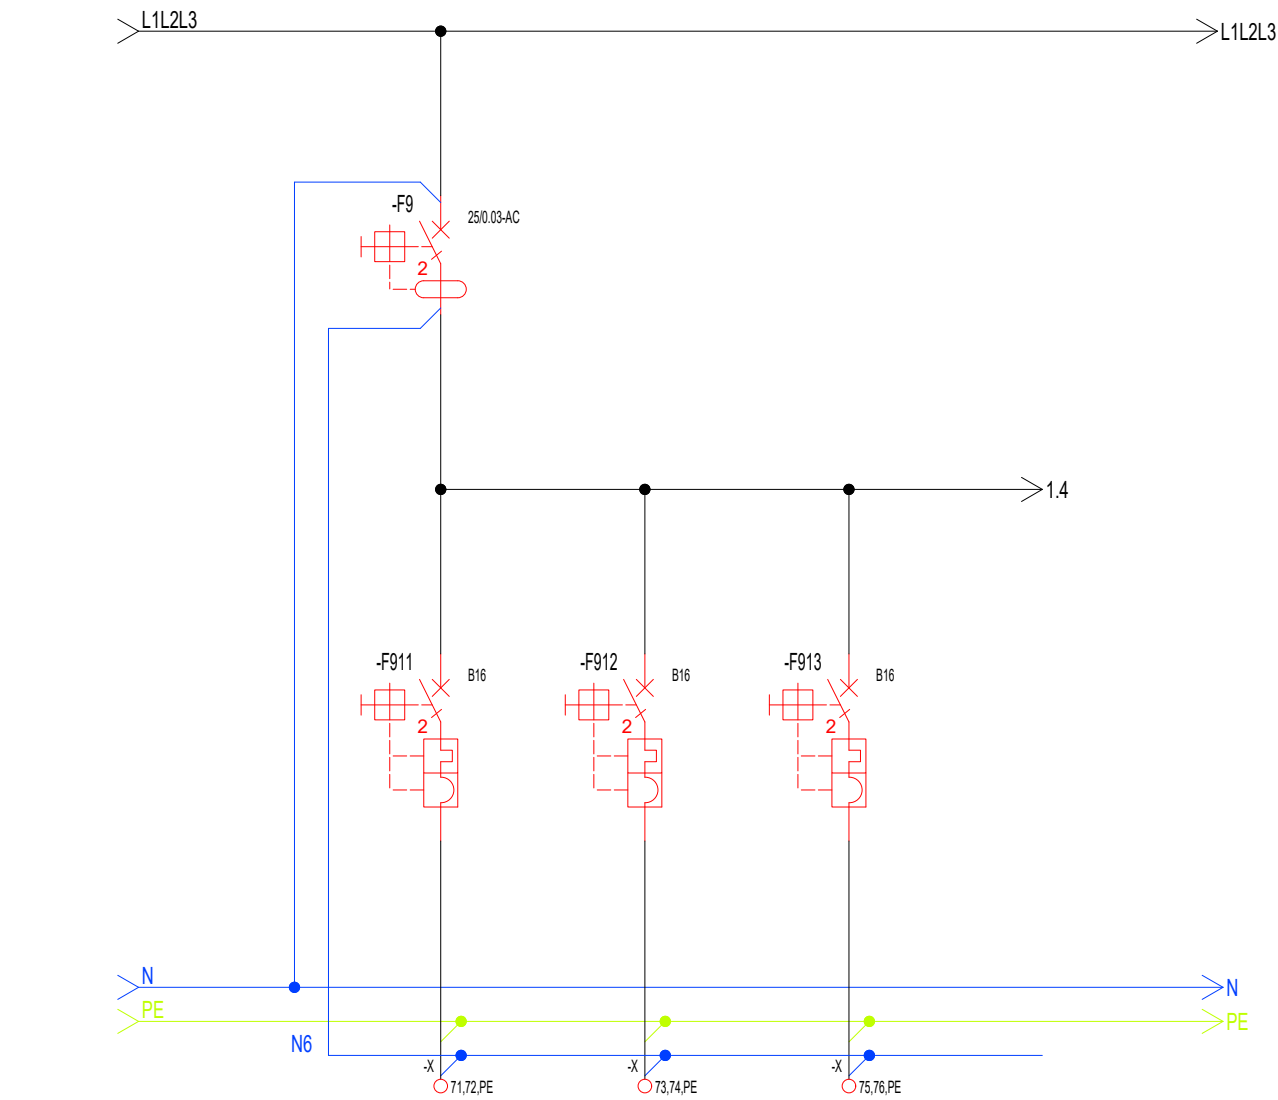 L1L2L3
L1L2L3
-F9
25/0.03-AC
2
1.4
-F911
B16
-F912
B16
-F913
B16
2
2
2
N
N
PE
PE
N6
-X
-X
-X
71,72,PE
73,74,PE
75,76,PE